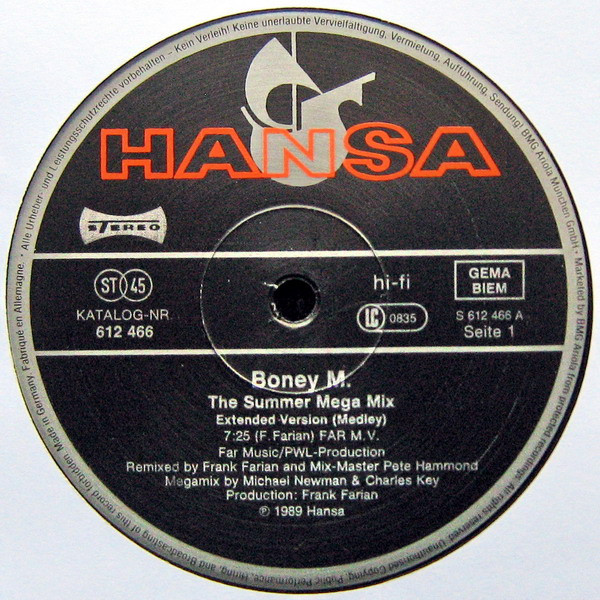 Alle Urheber- und Leistungsschutzrechte vorbehalten – Kein Verleih! Keine unerlaubte Vervielfältigung, Vermietung, Aufführung, Sendung! BMG Ariola München GmbH - Marketed by BMG Ariola from protected recordings. All rights reserved. Unauthorised Copying, Public Performance, Hiring, and Broadcasting of this record forbidden. Made in Germany. Fabriqué en Allemagne.
HANSA
STEREO
ST 45
KATALOG-NR.
612 466
hi-fi
LC 0835
GEMA
BIEM
S 612 466 A
Seite 1
Boney M.
The Summer Mega Mix
Extended Version (Medley)
7:25 (F. Farian) FAR M.V.
Far Music/PWL-Production
Remixed by Frank Farian and Mix-Master Pete Hammond
Megamix by Michael Newman & Charles Key
Production: Frank Farian
℗ 1989 Hansa